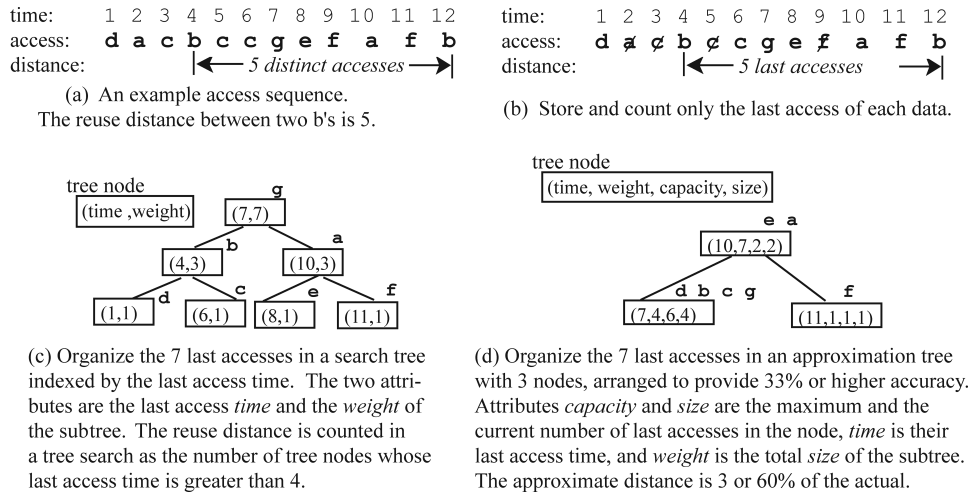 time: 1 2 3 4 5 6 7 8 9 10 11 12
access: d a c b c c g e f a f b
distance: 5 distinct accesses
(a) An example access sequence.
The reuse distance between two b's is 5.
time: 1 2 3 4 5 6 7 8 9 10 11 12
access: d a c b c c g e f a f b
distance: 5 last accesses
(b) Store and count only the last access of each data.
tree node
(time ,weight)
g
(7,7)
b
(4,3)
a
(10,3)
d
(1,1)
c
(6,1)
e
(8,1)
f
(11,1)
(c) Organize the 7 last accesses in a search tree
indexed by the last access time. The two attri-
butes are the last access time and the weight of
the subtree. The reuse distance is counted in
a tree search as the number of tree nodes whose
last access time is greater than 4.
tree node
(time, weight, capacity, size)
e a
(10,7,2,2)
d b c g
(7,4,6,4)
f
(11,1,1,1)
(d) Organize the 7 last accesses in an approximation tree
with 3 nodes, arranged to provide 33% or higher accuracy.
Attributes capacity and size are the maximum and the
current number of last accesses in the node, time is their
last access time, and weight is the total size of the subtree.
The approximate distance is 3 or 60% of the actual.